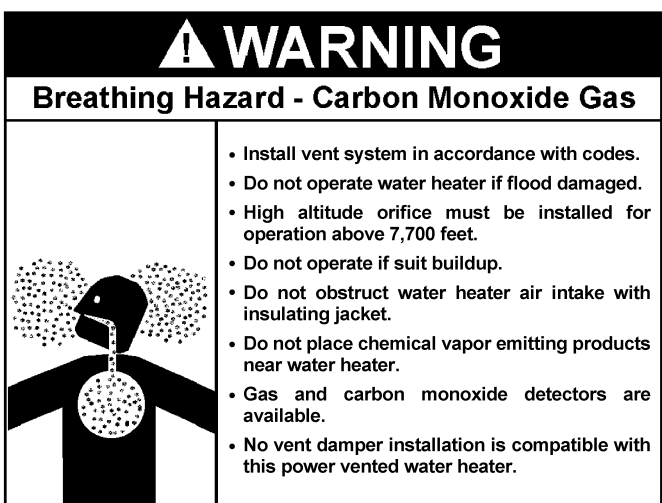 ! WARNING
Breathing Hazard - Carbon Monoxide Gas
• Install vent system in accordance with codes.
• Do not operate water heater if flood damaged.
• High altitude orifice must be installed for
operation above 7,700 feet.
• Do not operate if suit buildup.
• Do not obstruct water heater air intake with
insulating jacket.
• Do not place chemical vapor emitting products
near water heater.
• Gas and carbon monoxide detectors are
available.
• No vent damper installation is compatible with
this power vented water heater.